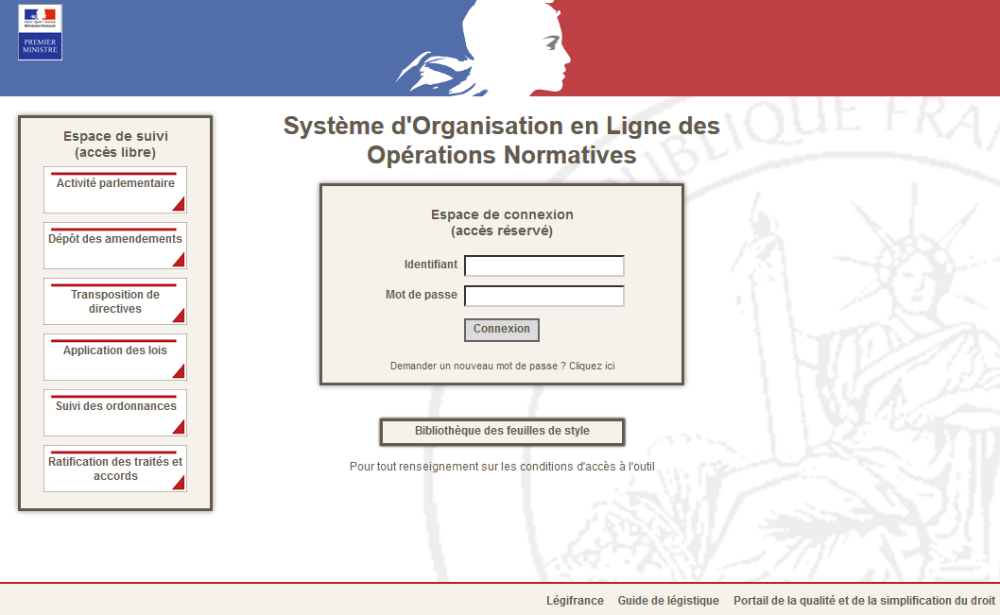 PREMIER
MINISTRE
RÉPUBLIQUE FRA
Espace de suivi
(accès libre)
Activité parlementaire
Dépôt des amendements
Transposition de
directives
Application des lois
Suivi des ordonnances
Ratification des traités et
accords
Système d'Organisation en Ligne des
Opérations Normatives
Espace de connexion
(accès réservé)
Identifiant
Mot de passe
Connexion
Demander un nouveau mot de passe ? Cliquez ici
Bibliothèque des feuilles de style
Pour tout renseignement sur les conditions d'accès à l'outil
Légifrance Guide de légistique Portail de la qualité et de la simplification du droit